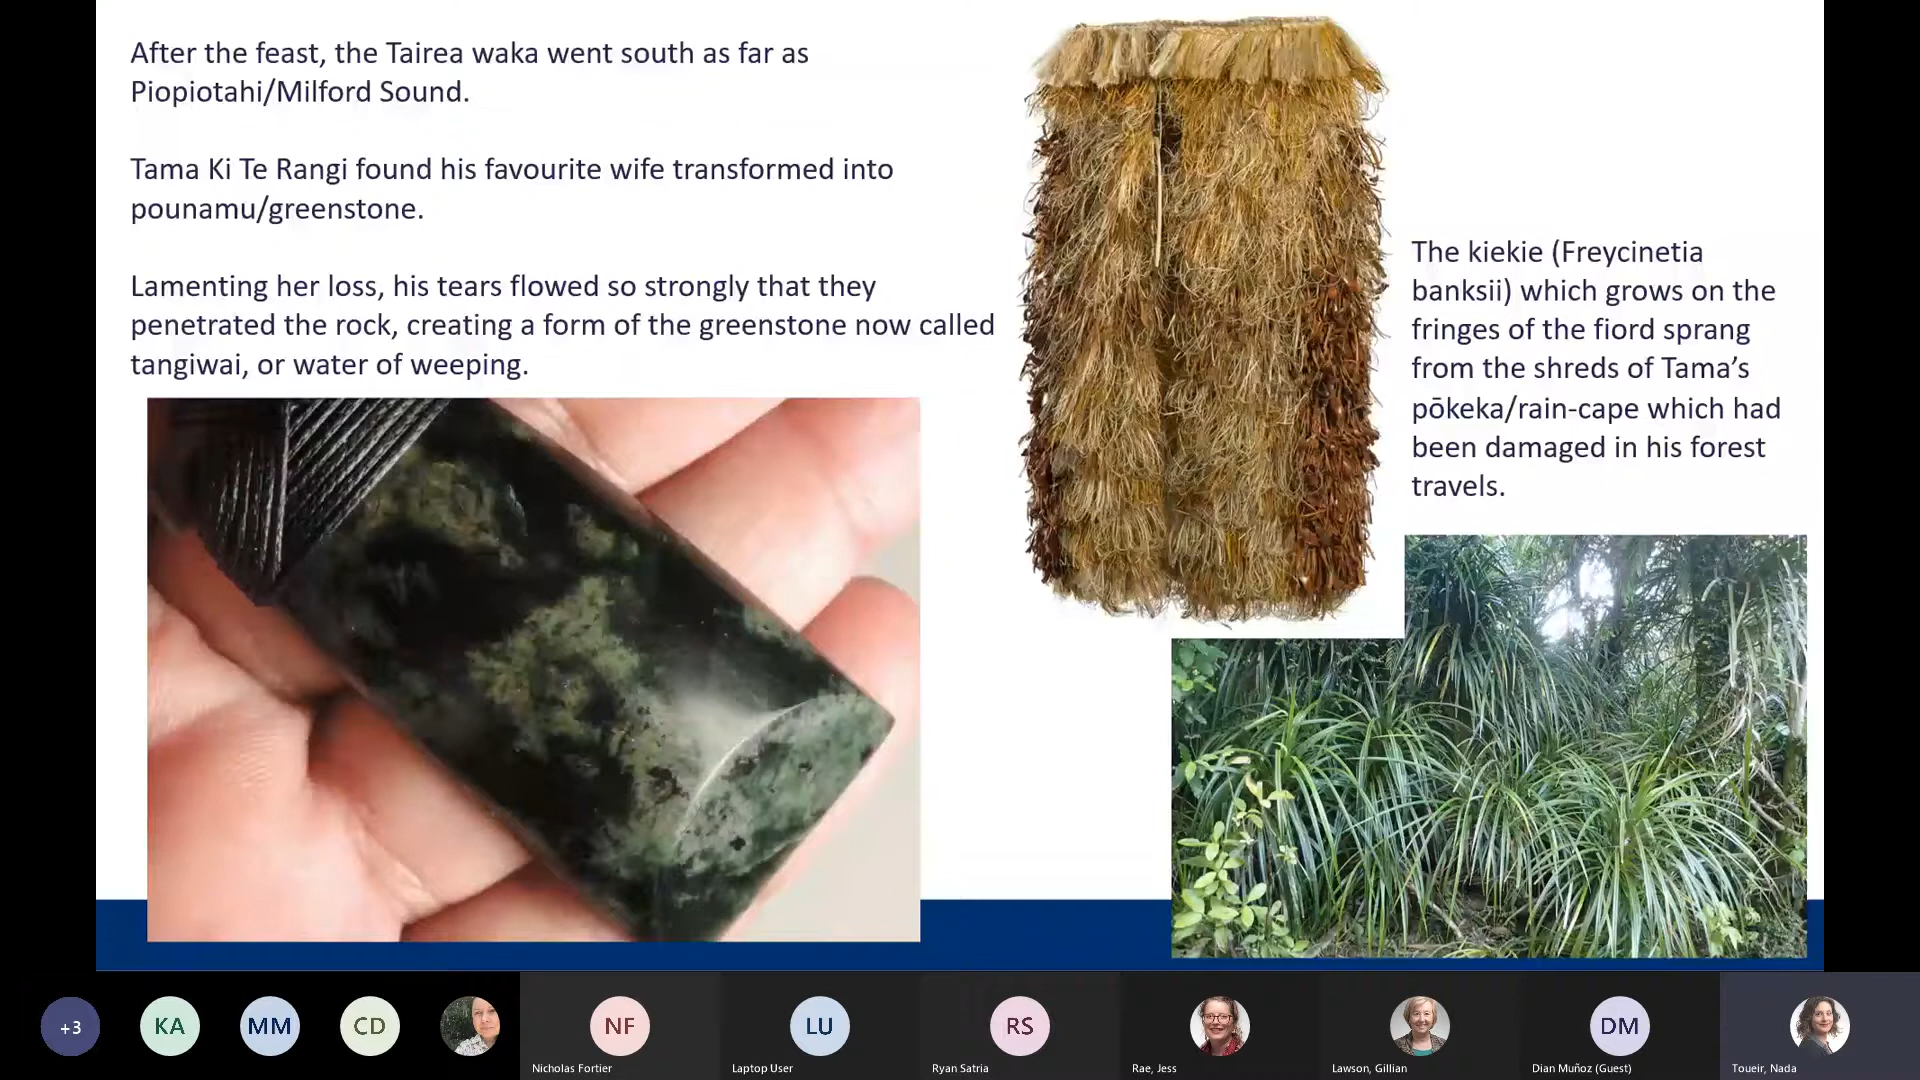 After the feast, the Tairea waka went south as far as
Piopiotahi/Milford Sound.
Tama Ki Te Rangi found his favourite wife transformed into
pounamu/greenstone.
Lamenting her loss, his tears flowed so strongly that they
penetrated the rock, creating a form of the greenstone now called
tangiwai, or water of weeping.
The kiekie (Freycinetia
banksii) which grows on the
fringes of the fiord sprang
from the shreds of Tama’s
pōkeka/rain-cape which had
been damaged in his forest
travels.
+3
KA
MM
CD
NF
Nicholas Fortier
LU
Laptop User
RS
Ryan Satria
Rae, Jess
Lawson, Gillian
DM
Dian Muñoz (Guest)
Toueir, Nada